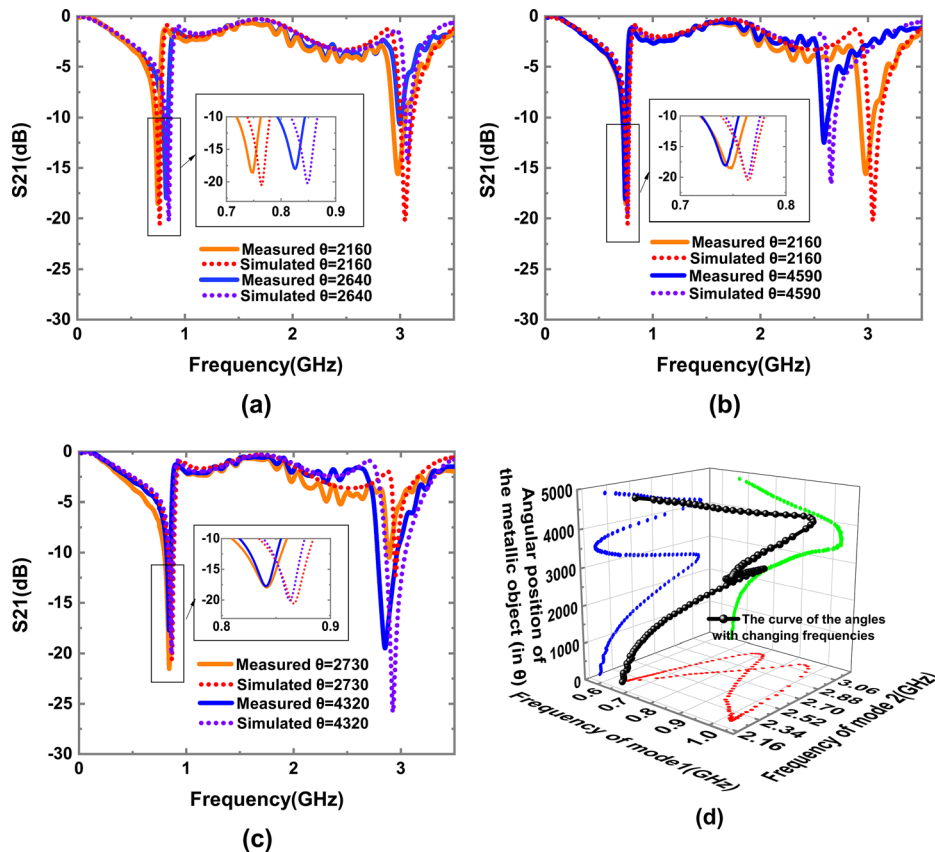 0
-5
-10
-15
-20
-25
-30
S21(dB)
-10
-15
-20
0.7 0.8 0.9
Measured θ=2160
Simulated θ=2160
Measured θ=2640
Simulated θ=2640
0 1 2 3
Frequency(GHz)
(a)
0
-5
-10
-15
-20
-25
-30
S21(dB)
-10
-15
-20
0.7 0.8
Measured θ=2160
Simulated θ=2160
Measured θ=4590
Simulated θ=4590
0 1 2 3
Frequency(GHz)
(b)
0
-5
-10
-15
-20
-25
-30
S21(dB)
-10
-15
-20
0.8 0.9
Measured θ=2730
Simulated θ=2730
Measured θ=4320
Simulated θ=4320
0 1 2 3
Frequency(GHz)
(c)
Angular position of
the metallic object (in θ)
5000
4000
3000
2000
1000
0
The curve of the angles
with changing frequencies
0.6 0.7 0.8 0.9 1.0
Frequency of mode1(GHz)
2.16 2.34 2.52 2.70 2.88 3.06
Frequency of mode 2(GHz)
(d)